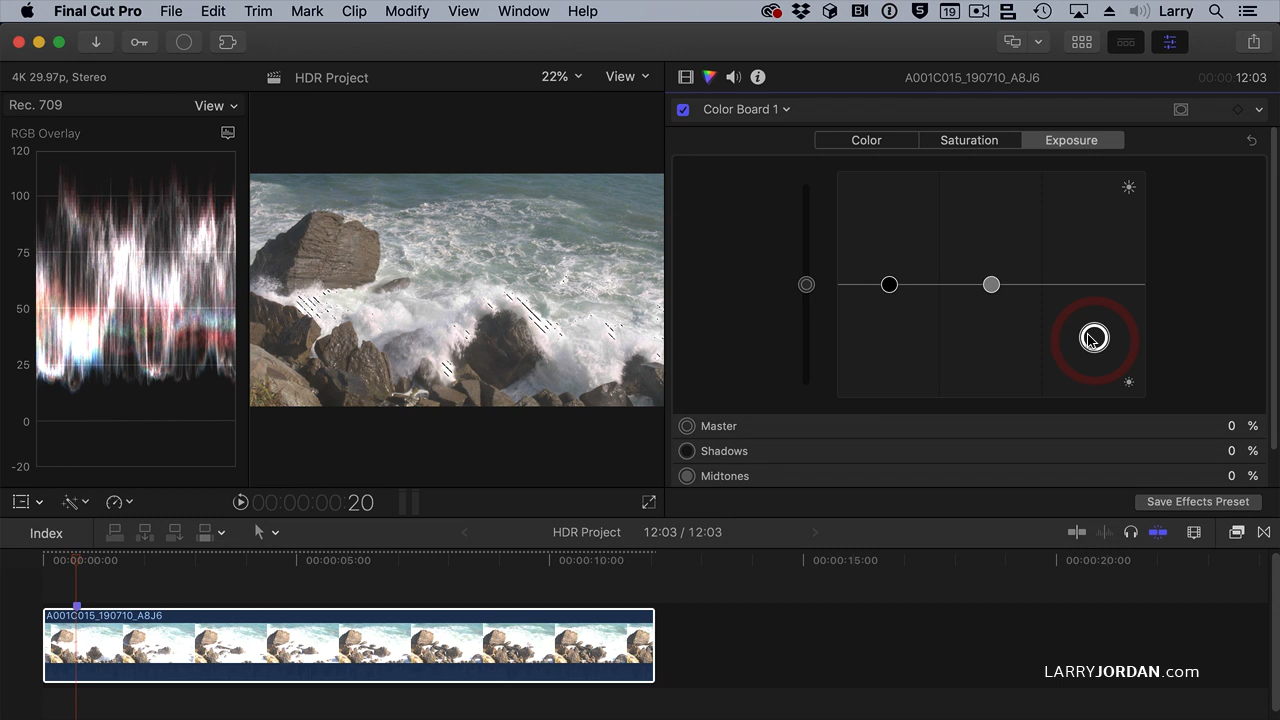 Final Cut Pro File Edit Trim Mark Clip Modify View Window Help 19 Larry
4K 29.97p, Stereo HDR Project 22% View A001C015_190710_A8J6 00:00:12:03
Rec. 709 View Color Board 1
RGB Overlay Color Saturation Exposure
120
100
75
50
25
0
-20
Master 0 %
Shadows 0 %
Midtones 0 %
00:00:00:20 Save Effects Preset
Index HDR Project 12:03 / 12:03
00:00:00:00 00:00:05:00 00:00:10:00 00:00:15:00 00:00:20:00
A001C015_190710_A8J6
LARRYJORDAN.com